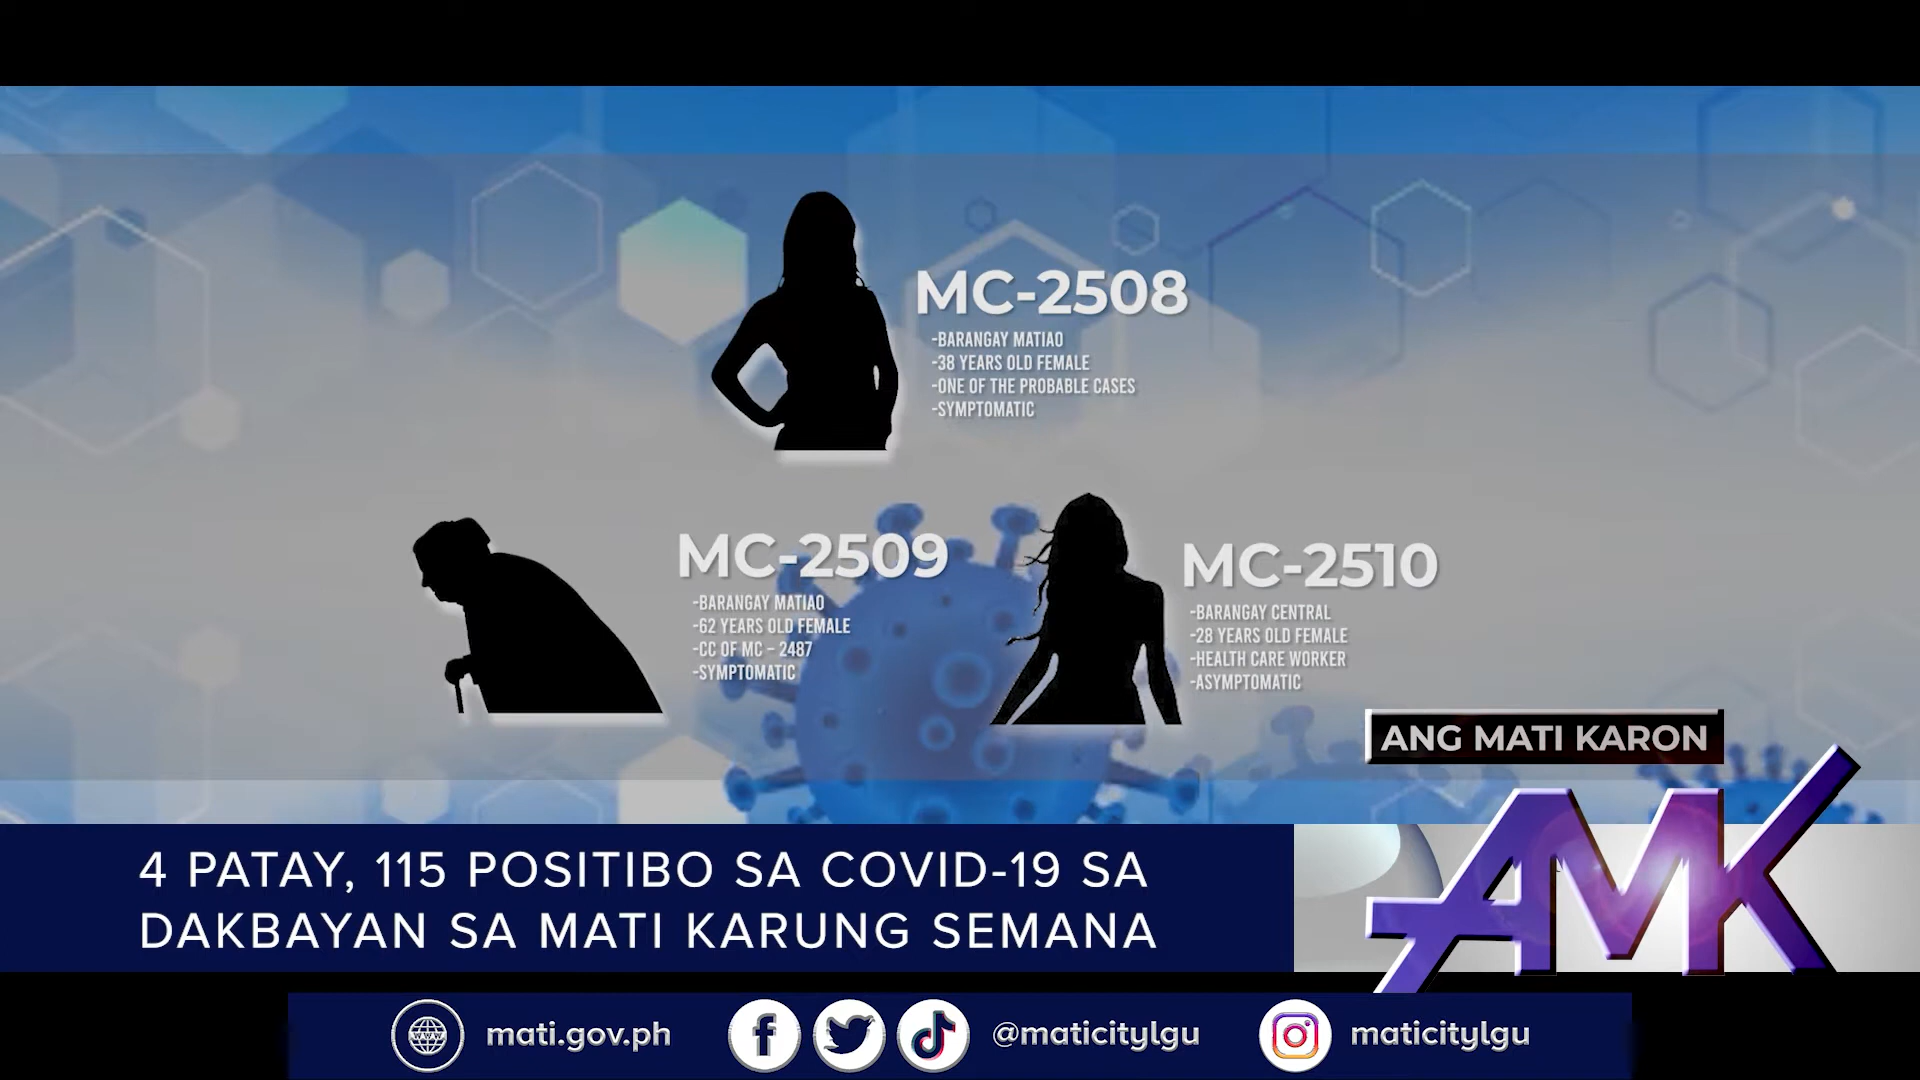 MC-2508
-BARANGAY MATIAO
-38 YEARS OLD FEMALE
-ONE OF THE PROBABLE CASES
-SYMPTOMATIC
MC-2509
-BARANGAY MATIAO
-62 YEARS OLD FEMALE
-CC OF MC – 2487
-SYMPTOMATIC
MC-2510
-BARANGAY CENTRAL
-28 YEARS OLD FEMALE
-HEALTH CARE WORKER
-ASYMPTOMATIC
ANG MATI KARON
AMK
4 PATAY, 115 POSITIBO SA COVID-19 SA
DAKBAYAN SA MATI KARUNG SEMANA
www
mati.gov.ph
@maticitylgu
maticitylgu